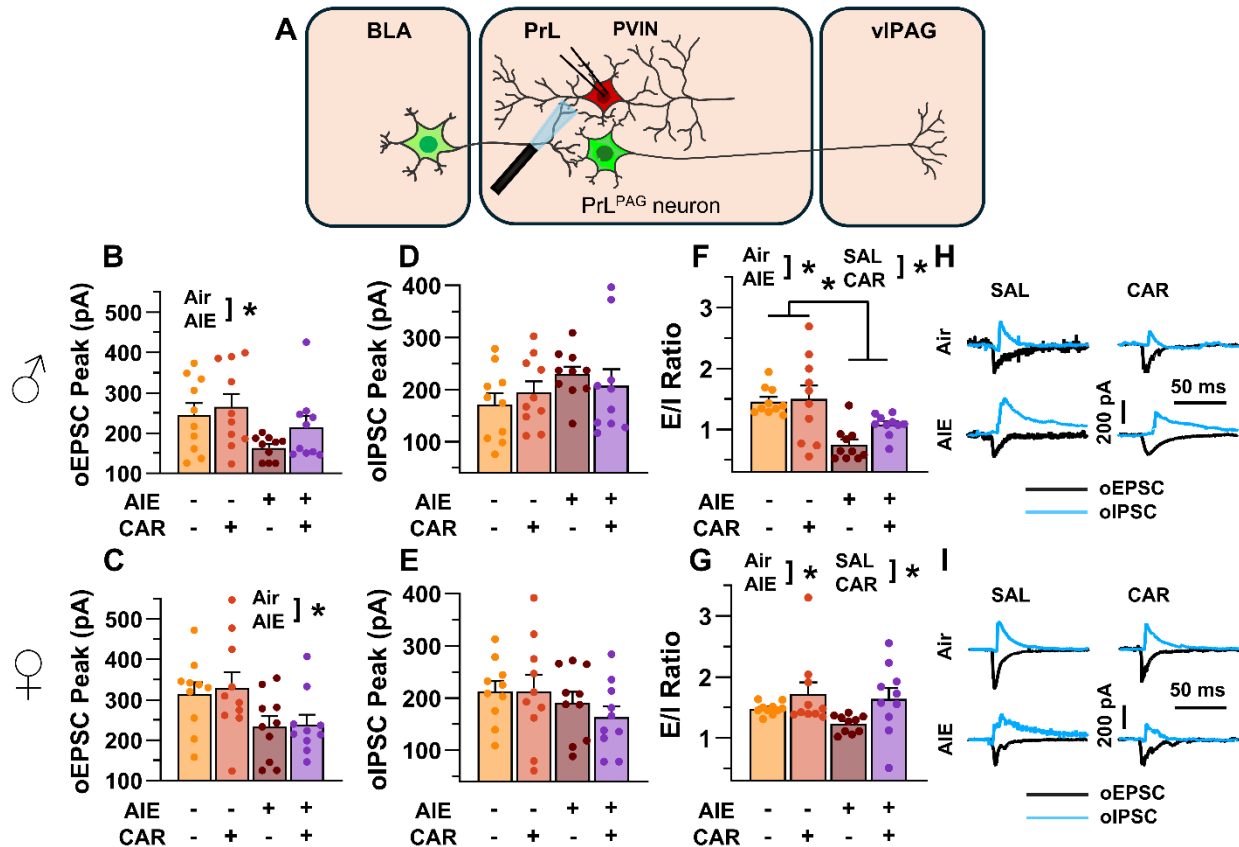 A
BLA
PrL
PVIN
vlPAG
PrLPAG neuron
B
oEPSC Peak (pA)
500
400
300
200
100
Air
AIE
] *
AIE - - + +
CAR - + - +
D
oIPSC Peak (pA)
400
300
200
100
AIE - - + +
CAR - + - +
F
E/I Ratio
3
2
1
Air
AIE
] *
SAL
CAR
] *
*
AIE - - + +
CAR - + - +
H
SAL
CAR
Air
AIE
200 pA
50 ms
oEPSC
oIPSC
♂
C
oEPSC Peak (pA)
500
400
300
200
100
Air
AIE
] *
AIE - - + +
CAR - + - +
E
oIPSC Peak (pA)
400
300
200
100
AIE - - + +
CAR - + - +
G
E/I Ratio
3
2
1
Air
AIE
] *
SAL
CAR
] *
AIE - - + +
CAR - + - +
I
SAL
CAR
Air
AIE
200 pA
50 ms
oEPSC
oIPSC
♀